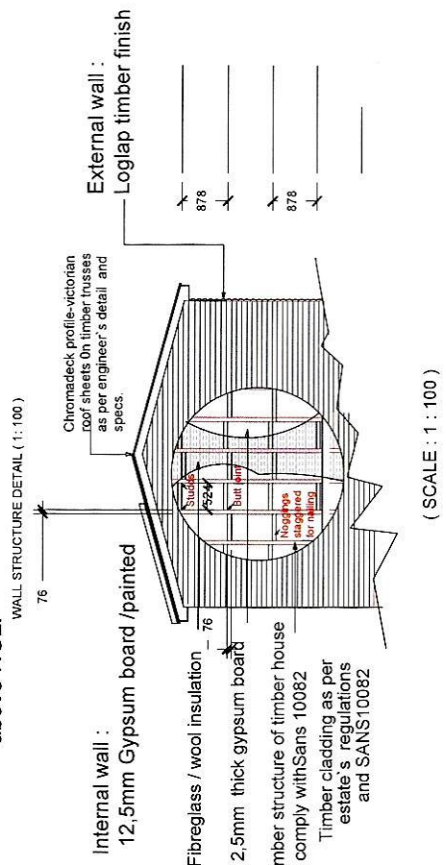 WALL STRUCTURE DETAIL (1:100)
76
Internal wall :
12,5mm Gypsum board /painted
Chromadeck profile-victorian
roof sheets On timber trusses
as per engineer`s detail and
specs.
External wall :
Loglap timber finish
Fibreglass / wool insulation
76
2,5mm thick gypsum board
mber structure of timber house
comply withSans 10082
Timber cladding as per
estate`s regulations
and SANS10082
Studs
524
Butt joint
Noggings
staggered
for nailing
878
878
( SCALE : 1 : 100 )